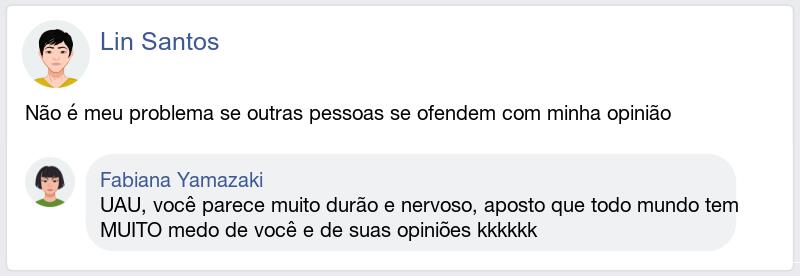 Lin Santos
Não é meu problema se outras pessoas se ofendem com minha opinião
Fabiana Yamazaki
UAU, você parece muito durão e nervoso, aposto que todo mundo tem
MUITO medo de você e de suas opiniões kkkkkk